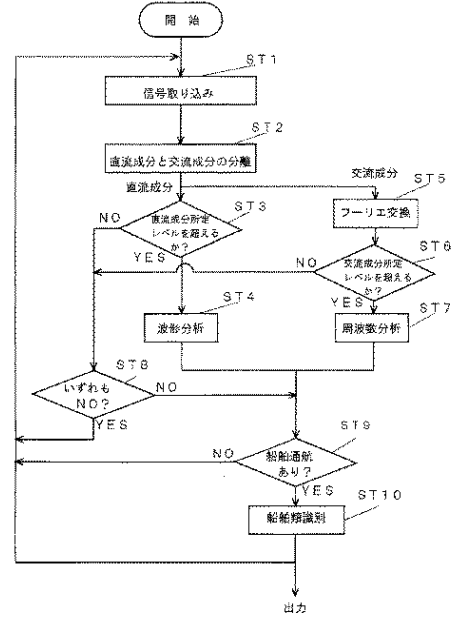 開始
ST1
信号取り込み
ST2
直流成分と交流成分の分離
直流成分
交流成分
ST3
直流成分所定
レベルを超える
か?
NO
YES
ST5
フーリエ交換
ST6
交流成分所定
レベルを超える
か?
NO
YES
ST4
波形分析
ST7
周波数分析
ST8
いずれも
NO?
NO
YES
ST9
船舶通航
あり?
NO
YES
ST10
船舶類識別
出力